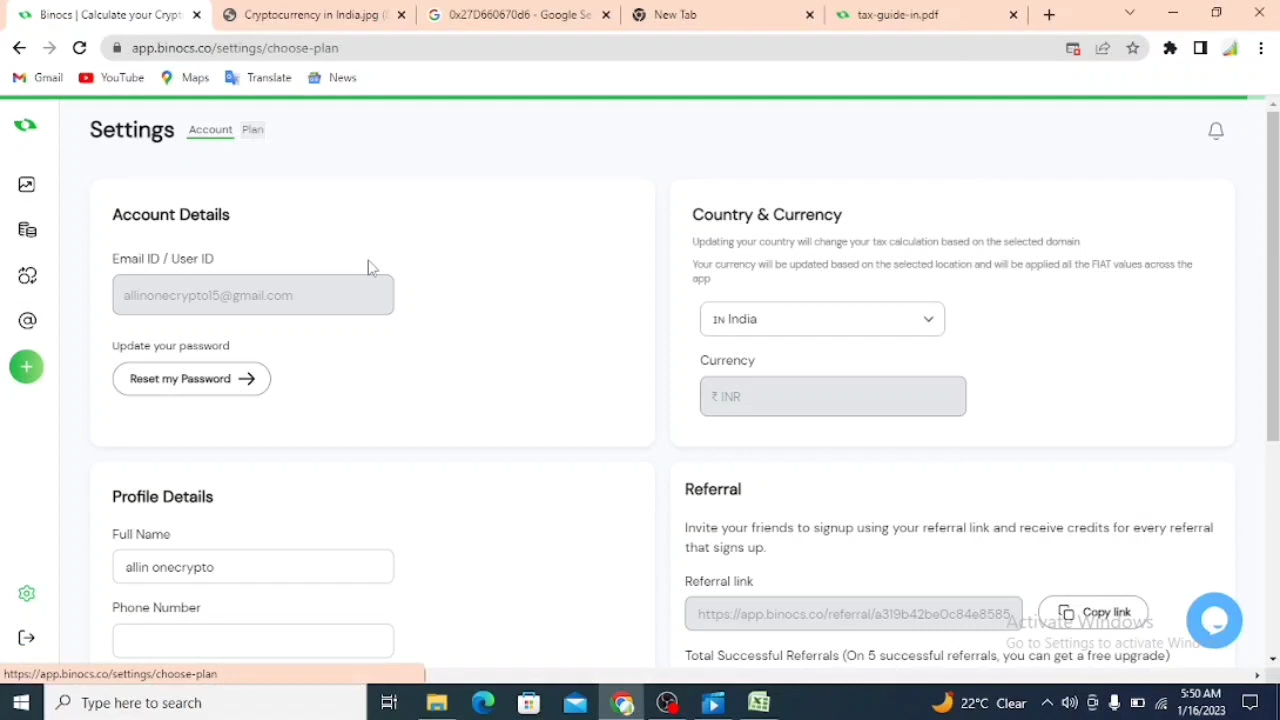 Binocs | Calculate your Crypt
Cryptocurrency in India.jpg (
0x27D660670d6 - Google Se
New Tab
tax-guide-in.pdf
app.binocs.co/settings/choose-plan
Gmail
YouTube
Maps
Translate
News
Settings
Account
Plan
Account Details
Email ID / User ID
allinonecrypto15@gmail.com
Update your password
Reset my Password
Country & Currency
Updating your country will change your tax calculation based on the selected domain
Your currency will be updated based on the selected location and will be applied all the FIAT values across the
app
IN India
Currency
₹ INR
Profile Details
Full Name
allin onecrypto
Phone Number
Referral
Invite your friends to signup using your referral link and receive credits for every referral
that signs up.
Referral link
https://app.binocs.co/referral/a319b42be0c84e8585
Copy link
Activate Windows
Go to Settings to activate Win
Total Successful Referrals (On 5 successful referrals, you can get a free upgrade)
https://app.binocs.co/settings/choose-plan
Type here to search
22°C Clear
5:50 AM
1/16/2023